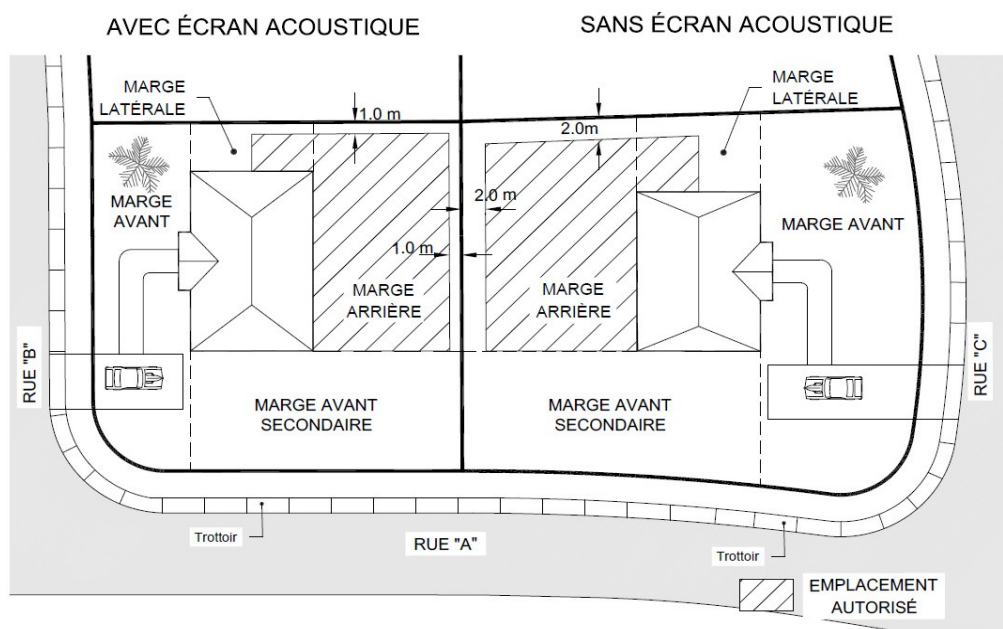 AVEC ÉCRAN ACOUSTIQUE
SANS ÉCRAN ACOUSTIQUE
MARGE
LATÉRALE
1.0 m
2.0m
MARGE
LATÉRALE
MARGE
AVANT
2.0 m
MARGE AVANT
1.0 m
MARGE
ARRIÈRE
MARGE
ARRIÈRE
RUE "B"
RUE "C"
MARGE AVANT
SECONDAIRE
MARGE AVANT
SECONDAIRE
Trottoir
RUE "A"
Trottoir
EMPLACEMENT
AUTORISÉ